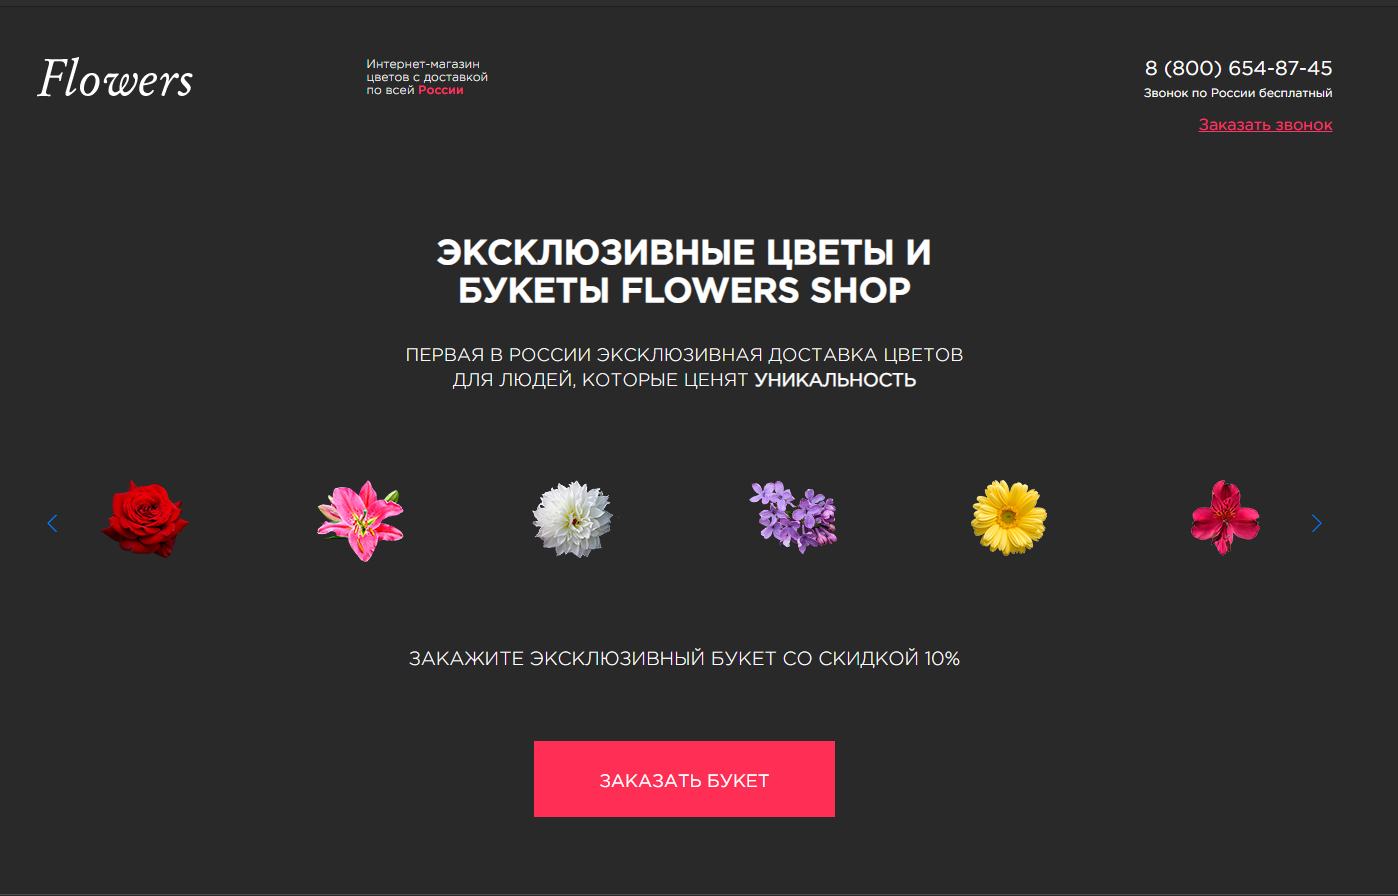 Flowers
Интернет-магазин
цветов с доставкой
по всей России
8 (800) 654-87-45
Звонок по России бесплатный
Заказать звонок
ЭКСКЛЮЗИВНЫЕ ЦВЕТЫ И
БУКЕТЫ FLOWERS SHOP
ПЕРВАЯ В РОССИИ ЭКСКЛЮЗИВНАЯ ДОСТАВКА ЦВЕТОВ
ДЛЯ ЛЮДЕЙ, КОТОРЫЕ ЦЕНЯТ УНИКАЛЬНОСТЬ
ЗАКАЖИТЕ ЭКСКЛЮЗИВНЫЙ БУКЕТ СО СКИДКОЙ 10%
ЗАКАЗАТЬ БУКЕТ